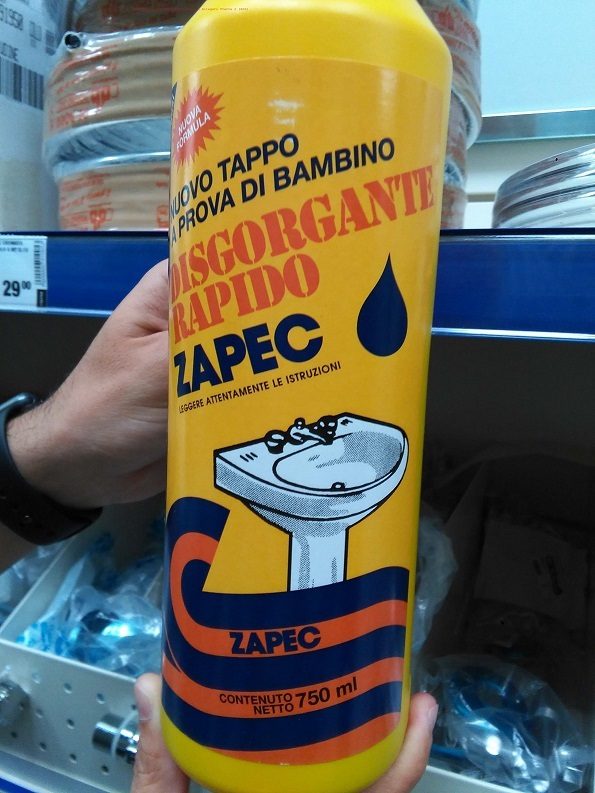 NUOVA
FORMULA
NUOVO TAPPO
A PROVA DI BAMBINO
DISGORGANTE
RAPIDO
ZAPEC
LEGGERE ATTENTAMENTE LE ISTRUZIONI
ZAPEC
CONTENUTO
NETTO 750 ml
29 00